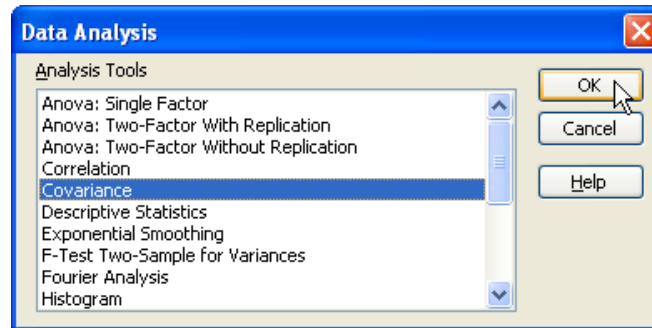 Data Analysis
Analysis Tools
Anova: Single Factor
Anova: Two-Factor With Replication
Anova: Two-Factor Without Replication
Correlation
Covariance
Descriptive Statistics
Exponential Smoothing
F-Test Two-Sample for Variances
Fourier Analysis
Histogram
OK
Cancel
Help